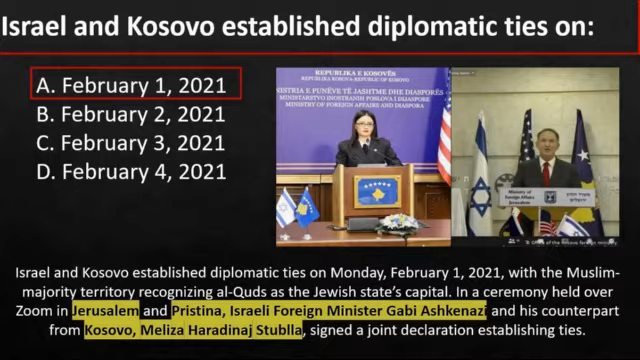 Israel and Kosovo established diplomatic ties on:
A. February 1, 2021
B. February 2, 2021
C. February 3, 2021
D. February 4, 2021
REPUBLIKA E KOSOVËS
REPUBLIKA KOSOVA-REPUBLIC OF KOSOVO
MINISTRIA E PUNËVE TË JASHTME DHE DIASPORËS
MINISTARSTVO INOSTRANIH POSLOVA I DIJASPORE
MINISTRY OF FOREIGN AFFAIRS AND DIASPORA
Ministry of
Foreign Affairs
Jerusalem
Israel and Kosovo established diplomatic ties on Monday, February 1, 2021, with the Muslim-
majority territory recognizing al-Quds as the Jewish state's capital. In a ceremony held over
Zoom in Jerusalem and Pristina, Israeli Foreign Minister Gabi Ashkenazi and his counterpart
from Kosovo, Meliza Haradinaj Stublla, signed a joint declaration establishing ties.